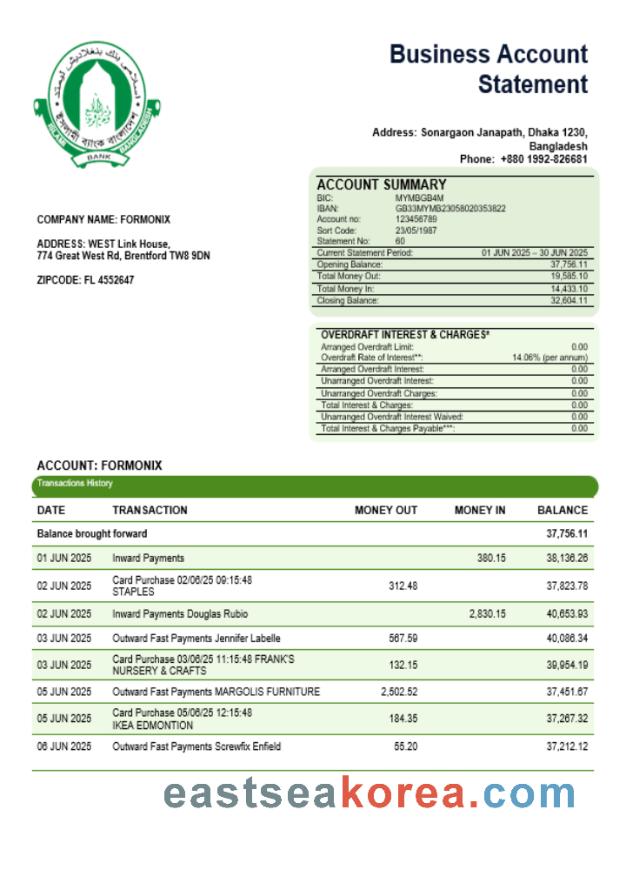 ইসলামী ব্যাংক বাংলাদেশ
ISLAMI
BANGLADESH
BANK
Business Account
Statement
Address: Sonargaon Janapath, Dhaka 1230,
Bangladesh
Phone: +880 1992-826681
COMPANY NAME: FORMONIX
ADDRESS: WEST Link House,
774 Great West Rd, Brentford TW8 9DN
ZIPCODE: FL 4552647
ACCOUNT SUMMARY
BIC: MYMBGB4M
IBAN: GB33MYMB23058020353822
Account no: 123456789
Sort Code: 23/05/1987
Statement No: 60
Current Statement Period: 01 JUN 2025 – 30 JUN 2025
Opening Balance: 37,756.11
Total Money Out: 19,585.10
Total Money In: 14,433.10
Closing Balance: 32,604.11
OVERDRAFT INTEREST & CHARGES*
Arranged Overdraft Limit: 0.00
Overdraft Rate of Interest**: 14.06% (per annum)
Arranged Overdraft Interest: 0.00
Unarranged Overdraft Interest: 0.00
Unarranged Overdraft Charges: 0.00
Total Interest & Charges: 0.00
Unarranged Overdraft Interest Waived: 0.00
Total Interest & Charges Payable***: 0.00
ACCOUNT: FORMONIX
Transactions History
DATE TRANSACTION MONEY OUT MONEY IN BALANCE
Balance brought forward 37,756.11
01 JUN 2025 Inward Payments 380.15 38,136.26
02 JUN 2025 Card Purchase 02/06/25 09:15:48 312.48 37,823.78
STAPLES
02 JUN 2025 Inward Payments Douglas Rubio 2,830.15 40,653.93
03 JUN 2025 Outward Fast Payments Jennifer Labelle 567.59 40,086.34
03 JUN 2025 Card Purchase 03/06/25 11:15:48 FRANK'S 132.15 39,954.19
NURSERY & CRAFTS
05 JUN 2025 Outward Fast Payments MARGOLIS FURNITURE 2,502.52 37,451.67
05 JUN 2025 Card Purchase 05/06/25 12:15:48 184.35 37,267.32
IKEA EDMONTION
06 JUN 2025 Outward Fast Payments Screwfix Enfield 55.20 37,212.12
eastseakorea.com